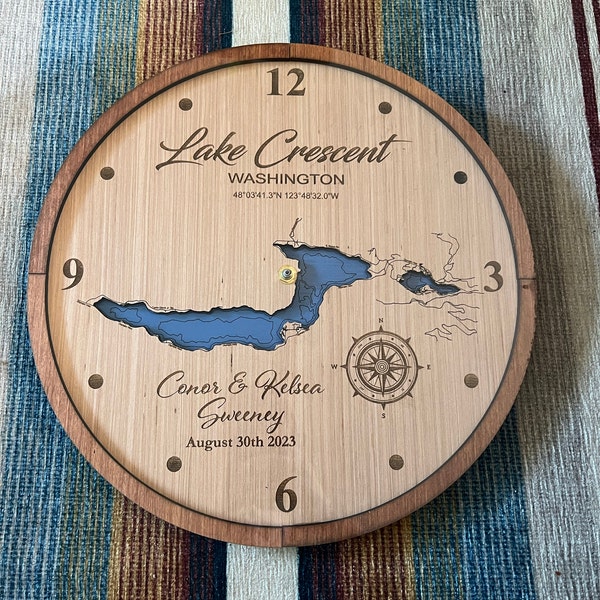 12
Lake Crescent
WASHINGTON
48°03'41.3"N 123°48'32.0"W
9
3
N
W E
S
Conor & Kelsea
Sweeney
August 30th 2023
6